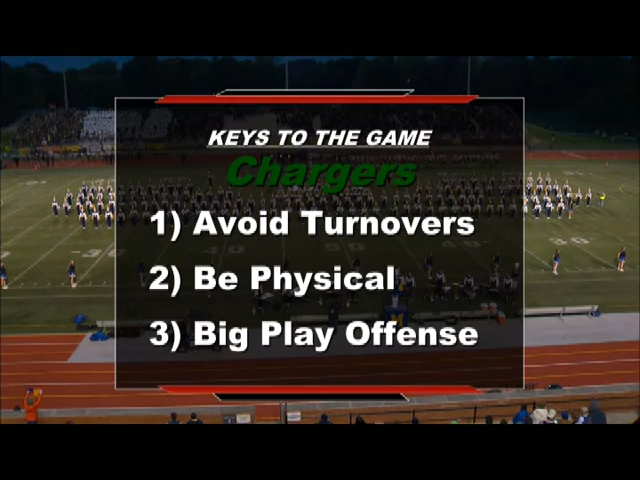 KEYS TO THE GAME
Chargers
1) Avoid Turnovers
2) Be Physical
3) Big Play Offense